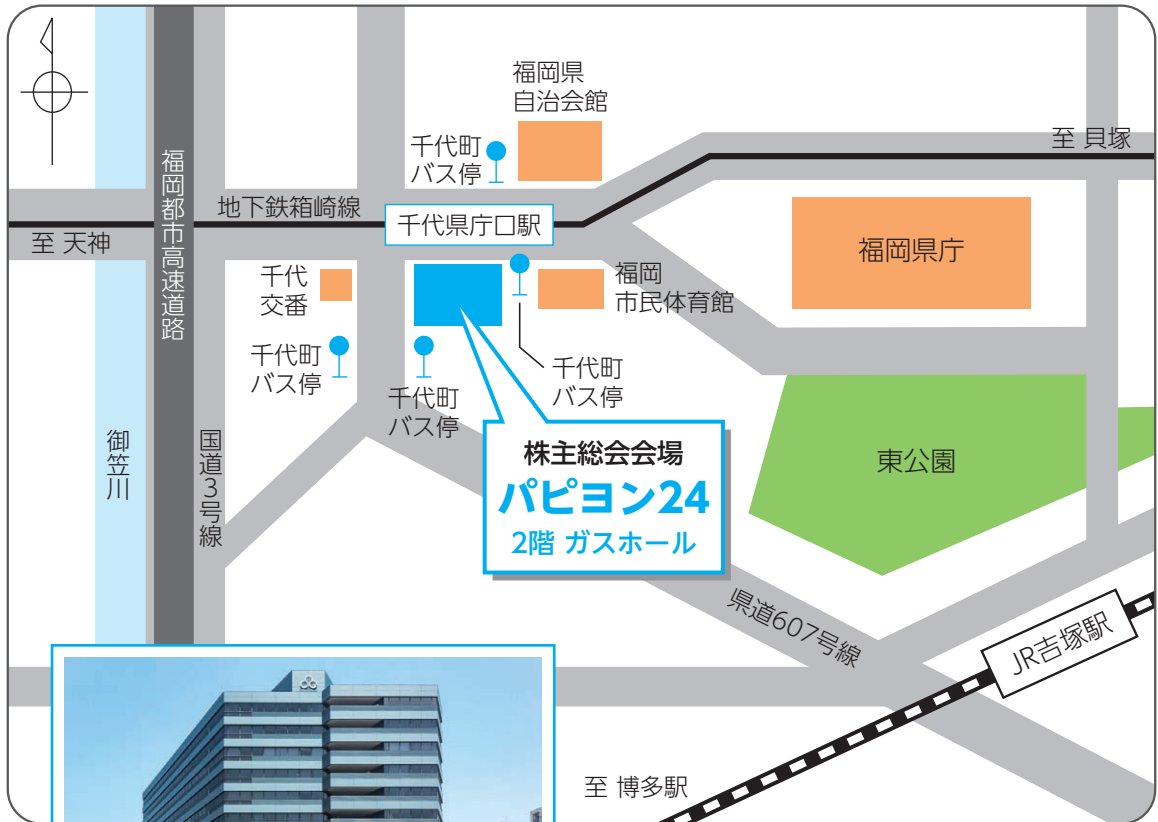 福岡県
自治会館
千代町
バス停
至 貝塚
福岡都市高速道路
地下鉄箱崎線
千代県庁口駅
至 天神
福岡県庁
千代
交番
福岡
市民体育館
千代町
バス停
千代町
バス停
千代町
バス停
御笠川
国道3号線
株主総会会場
パピヨン24
2階 ガスホール
東公園
県道607号線
JR吉塚駅
至 博多駅